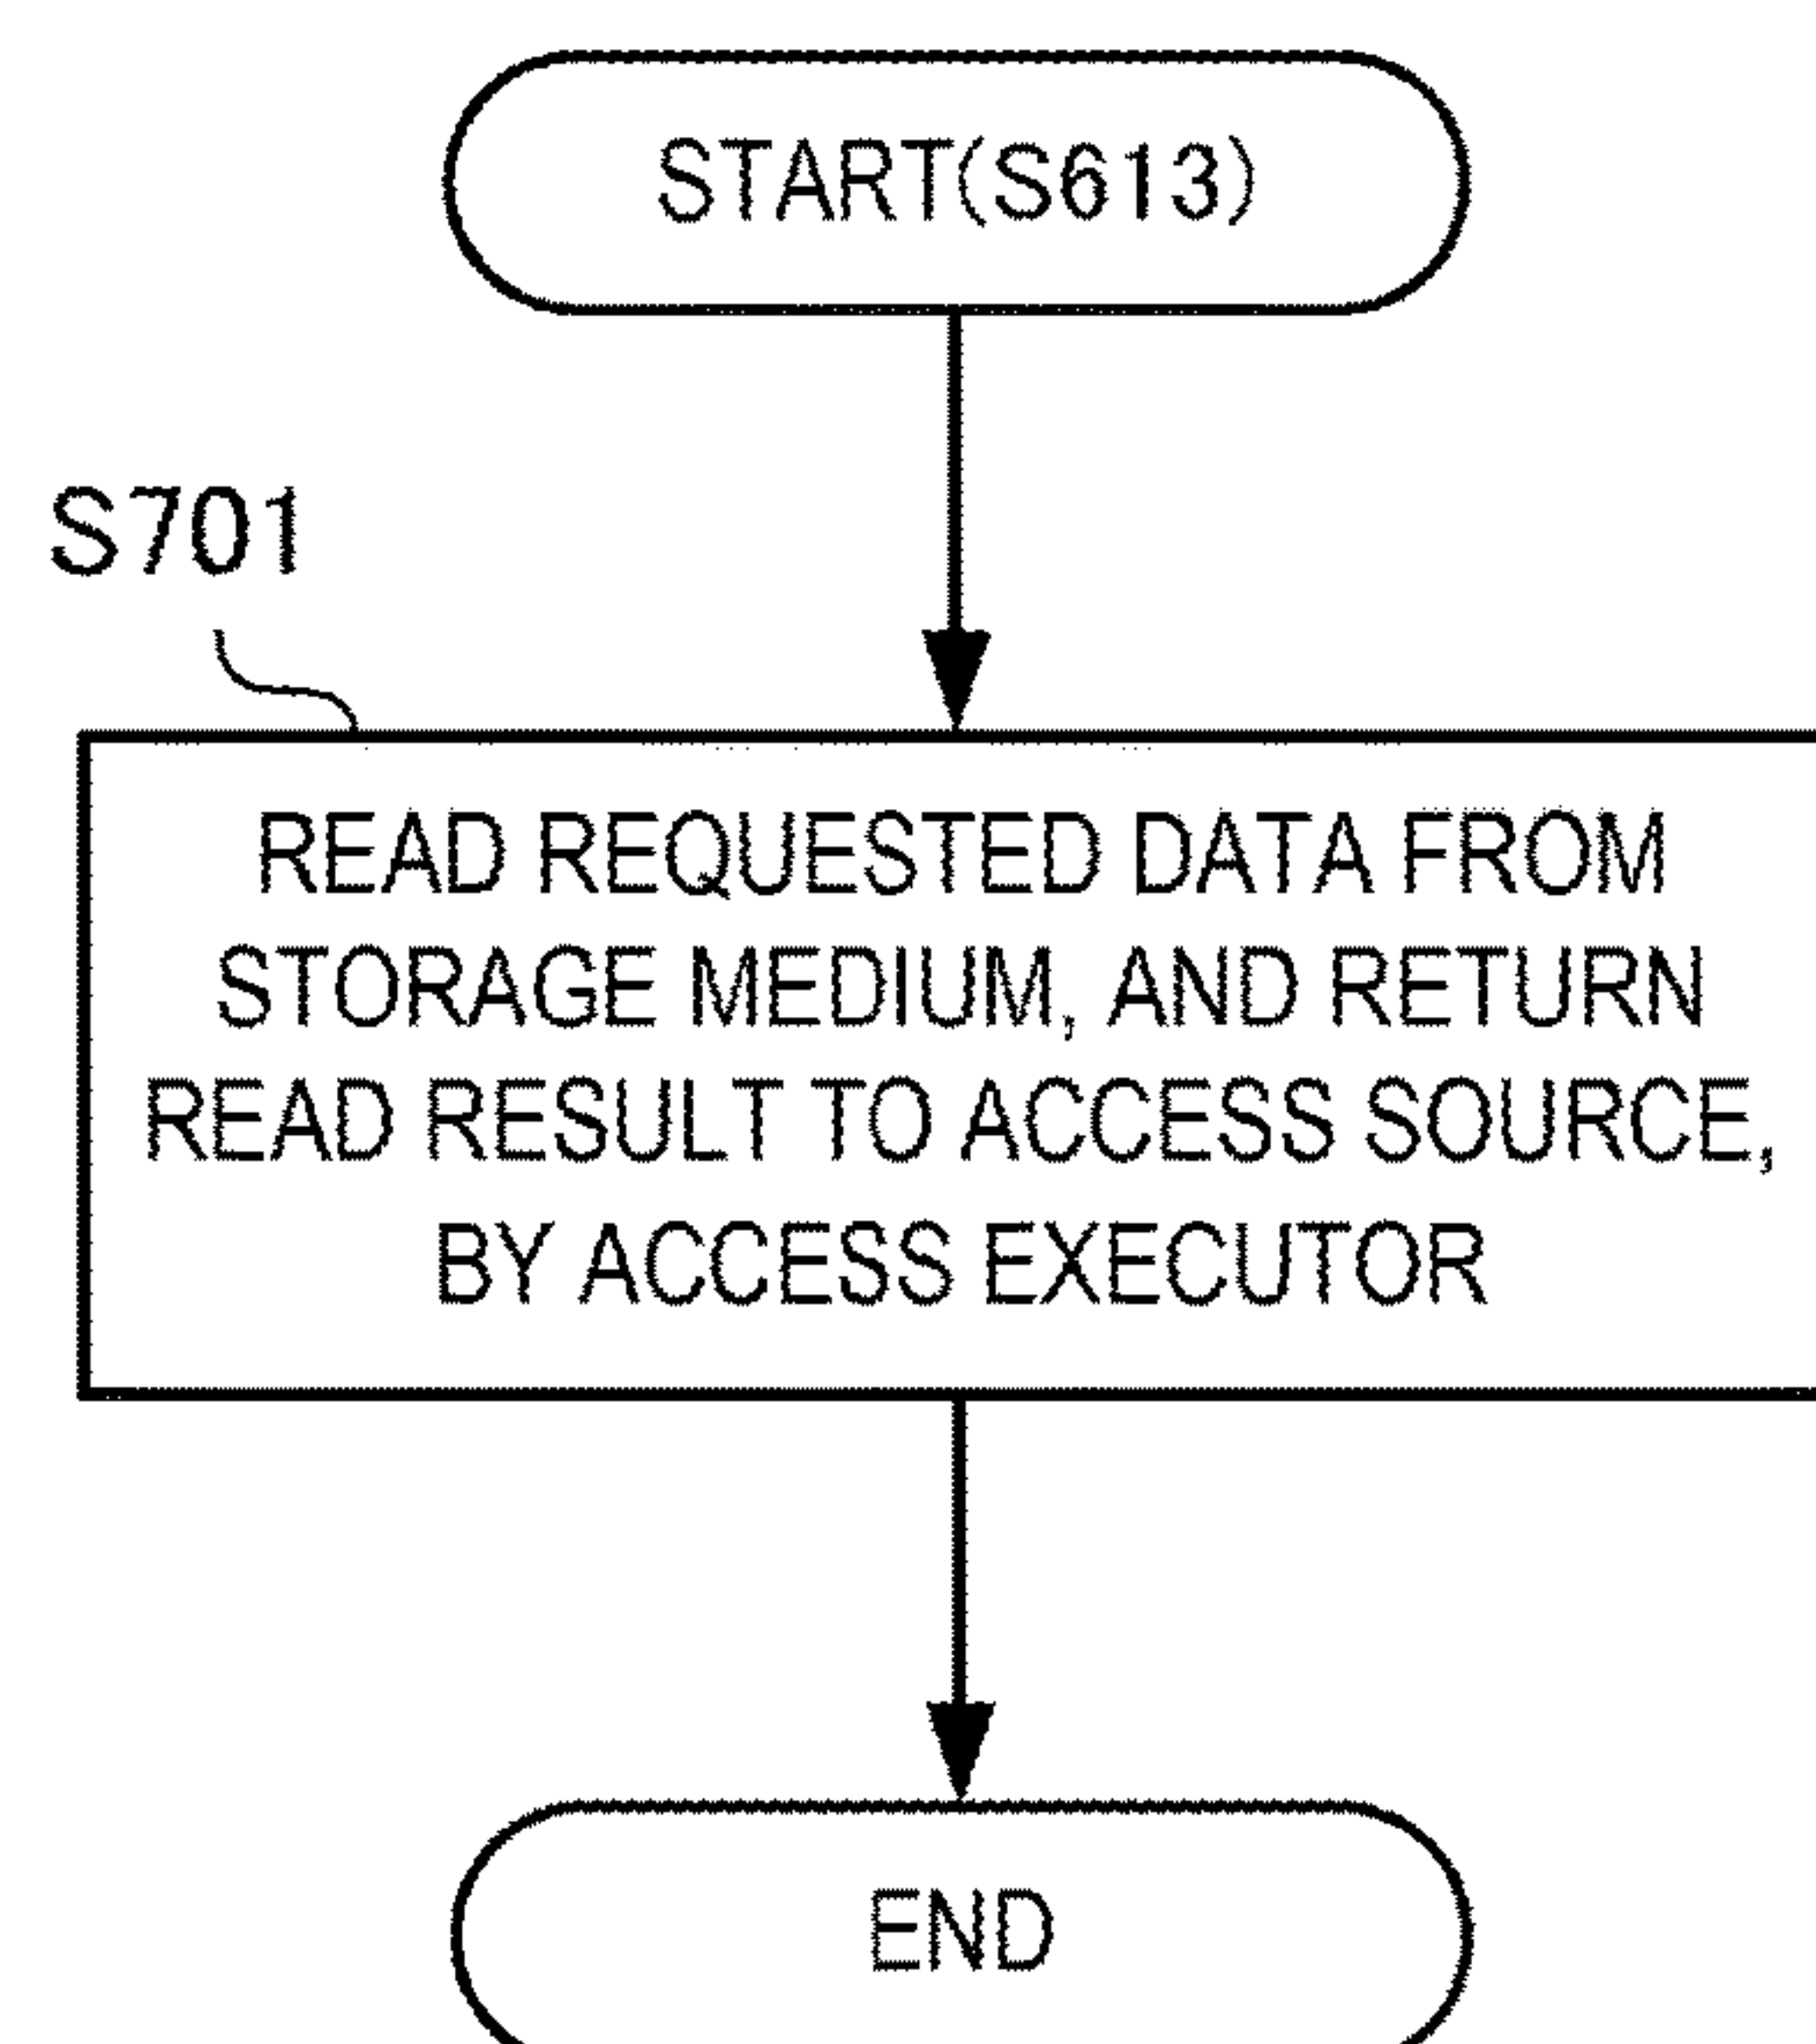 START(S613)
S701
READ REQUESTED DATA FROM
STORAGE MEDIUM, AND RETURN
READ RESULT TO ACCESS SOURCE,
BY ACCESS EXECUTOR
END